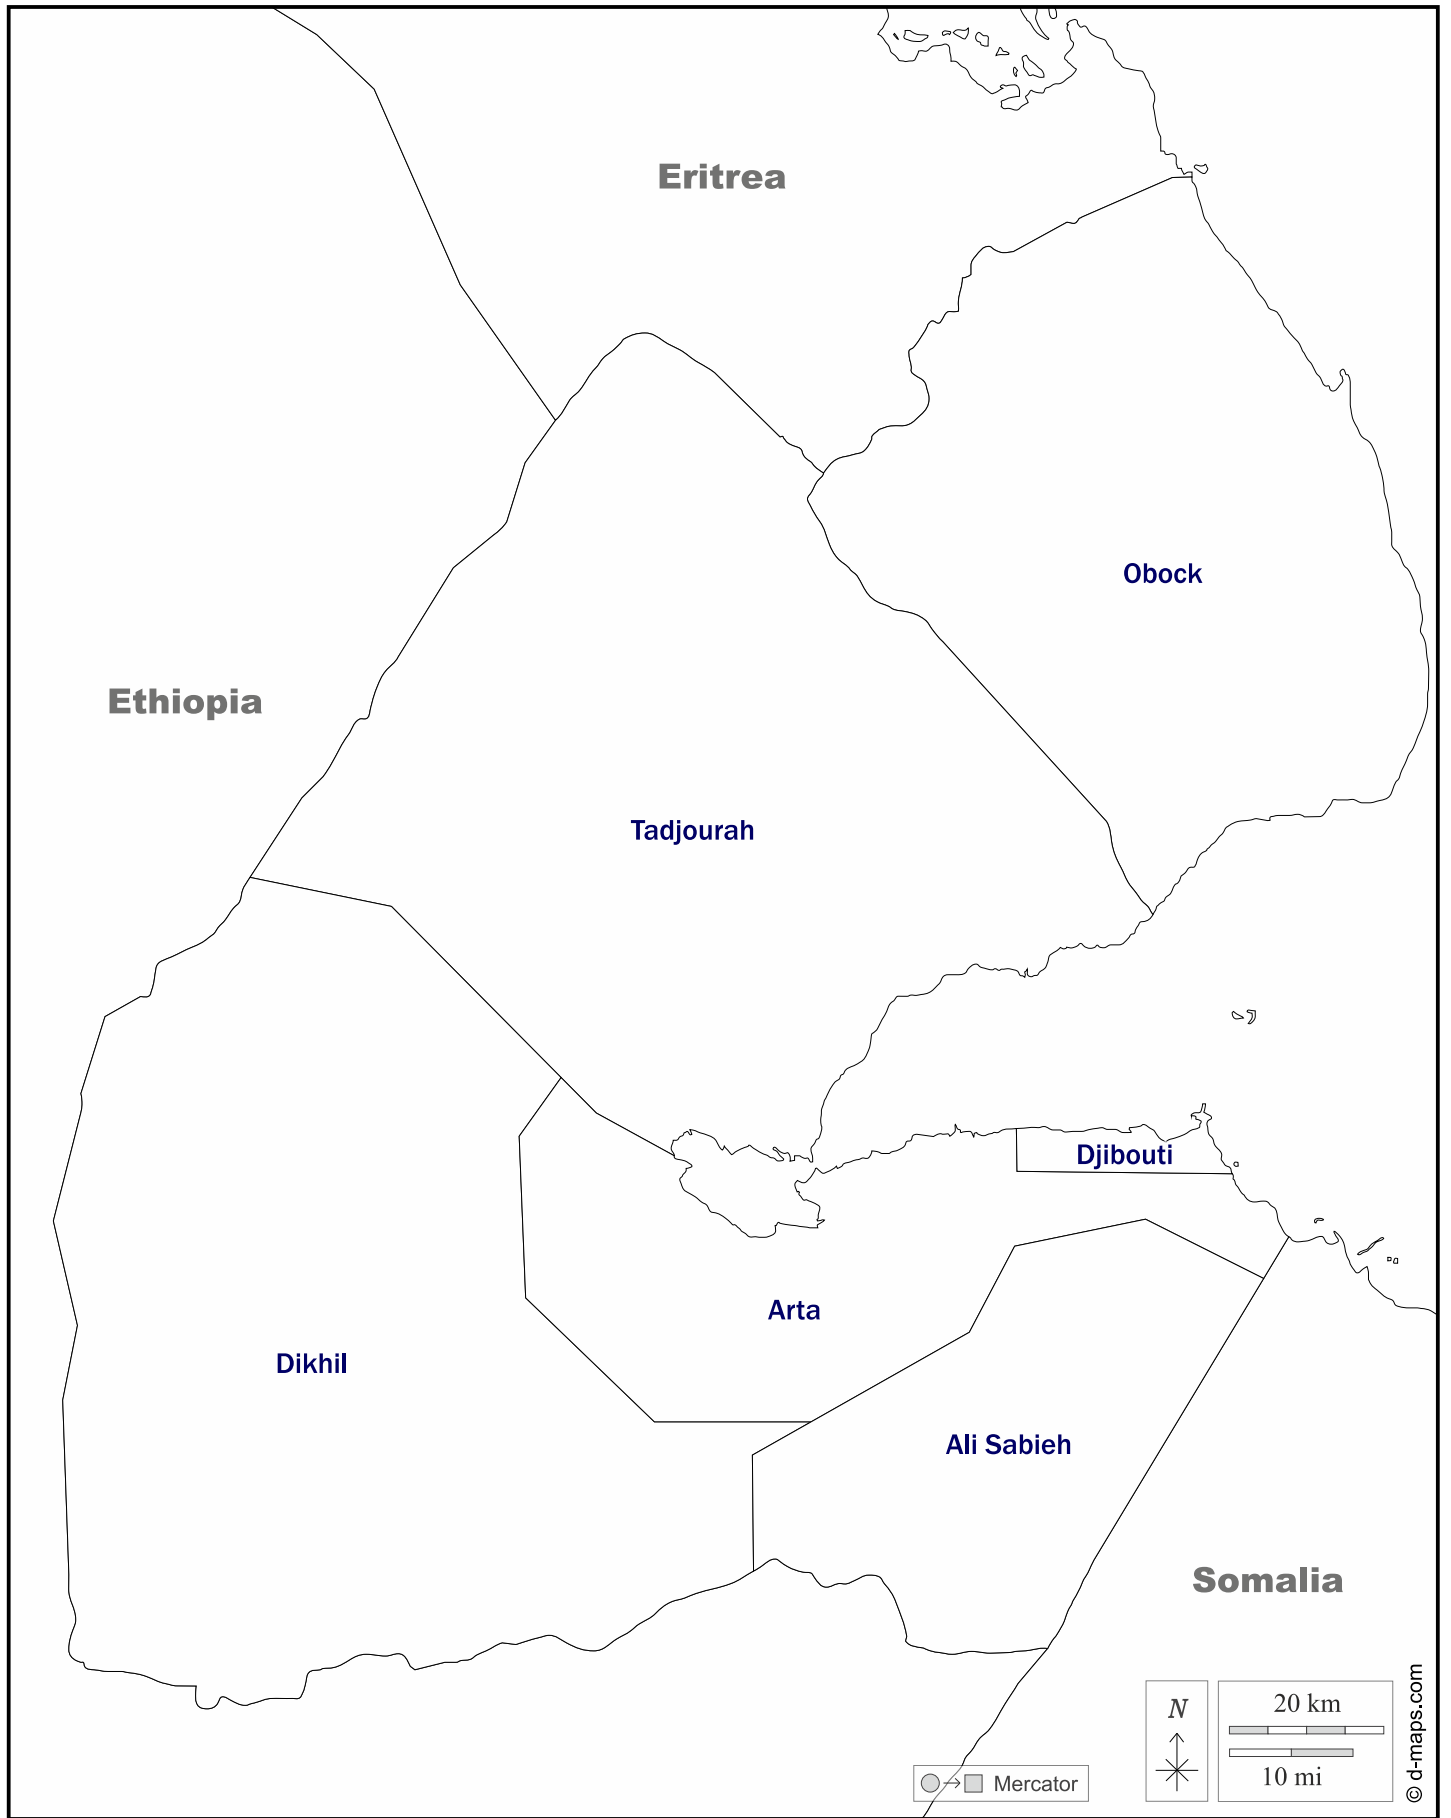 Eritrea
Obock
Ethiopia
Tadjourah
Djibouti
Arta
Dikhil
Ali Sabieh
Somalia
N
20 km
10 mi
Mercator
© d-maps.com